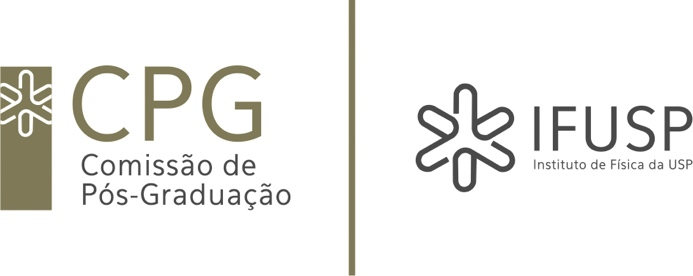 CPG
Comissão de
Pós-Graduação
IFUSP
Instituto de Física da USP